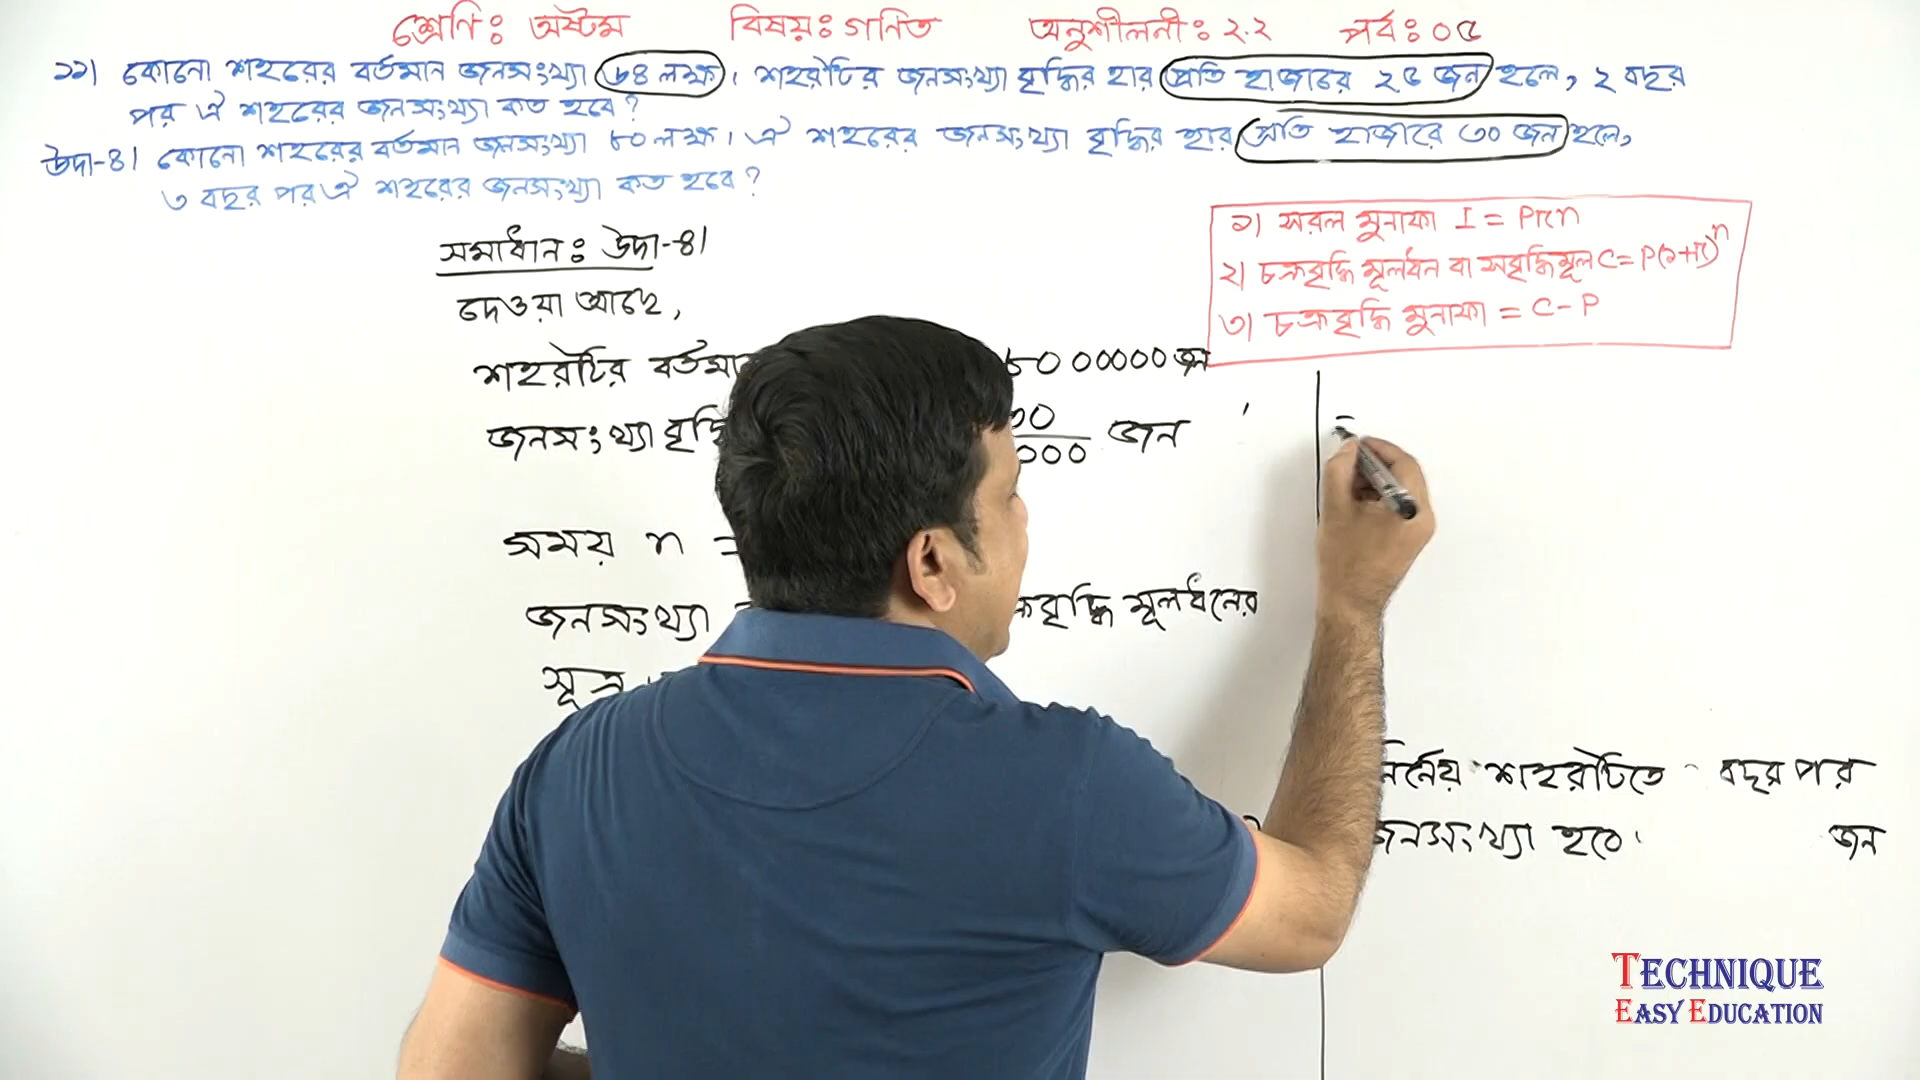 শ্রেণি: অষ্টম বিষয়: গণিত অনুশীলনী: ২.২ পর্ব: ০৫
১১। কোনো শহরের বর্তমান জনসংখ্যা ৬৪ লক্ষ। শহরটির জনসংখ্যা বৃদ্ধির হার প্রতি হাজারে ২৫ জন হলে, ২ বছর
পর ঐ শহরের জনসংখ্যা কত হবে?
উদা-৪। কোনো শহরের বর্তমান জনসংখ্যা ৮০ লক্ষ। ঐ শহরের জনসংখ্যা বৃদ্ধির হার প্রতি হাজারে ৩০ জন হলে,
৩ বছর পর ঐ শহরের জনসংখ্যা কত হবে?
১। সরল মুনাফা I = Prn
২। চক্রবৃদ্ধি মূলধন বা সবৃদ্ধিমূল C = P(১+r)^n
৩। চক্রবৃদ্ধি মুনাফা = C - P
সমাধান: উদা-৪।
দেওয়া আছে,
শহরটির ৮০০০০০০ জন
জনসংখ্যা জন
সময় n =
জনসংখ্যা মূলধনের
সূত্র
=
নির্ণেয় শহরটিতে বছর পর
জনসংখ্যা হবে জন
TECHNIQUE
EASY EDUCATION